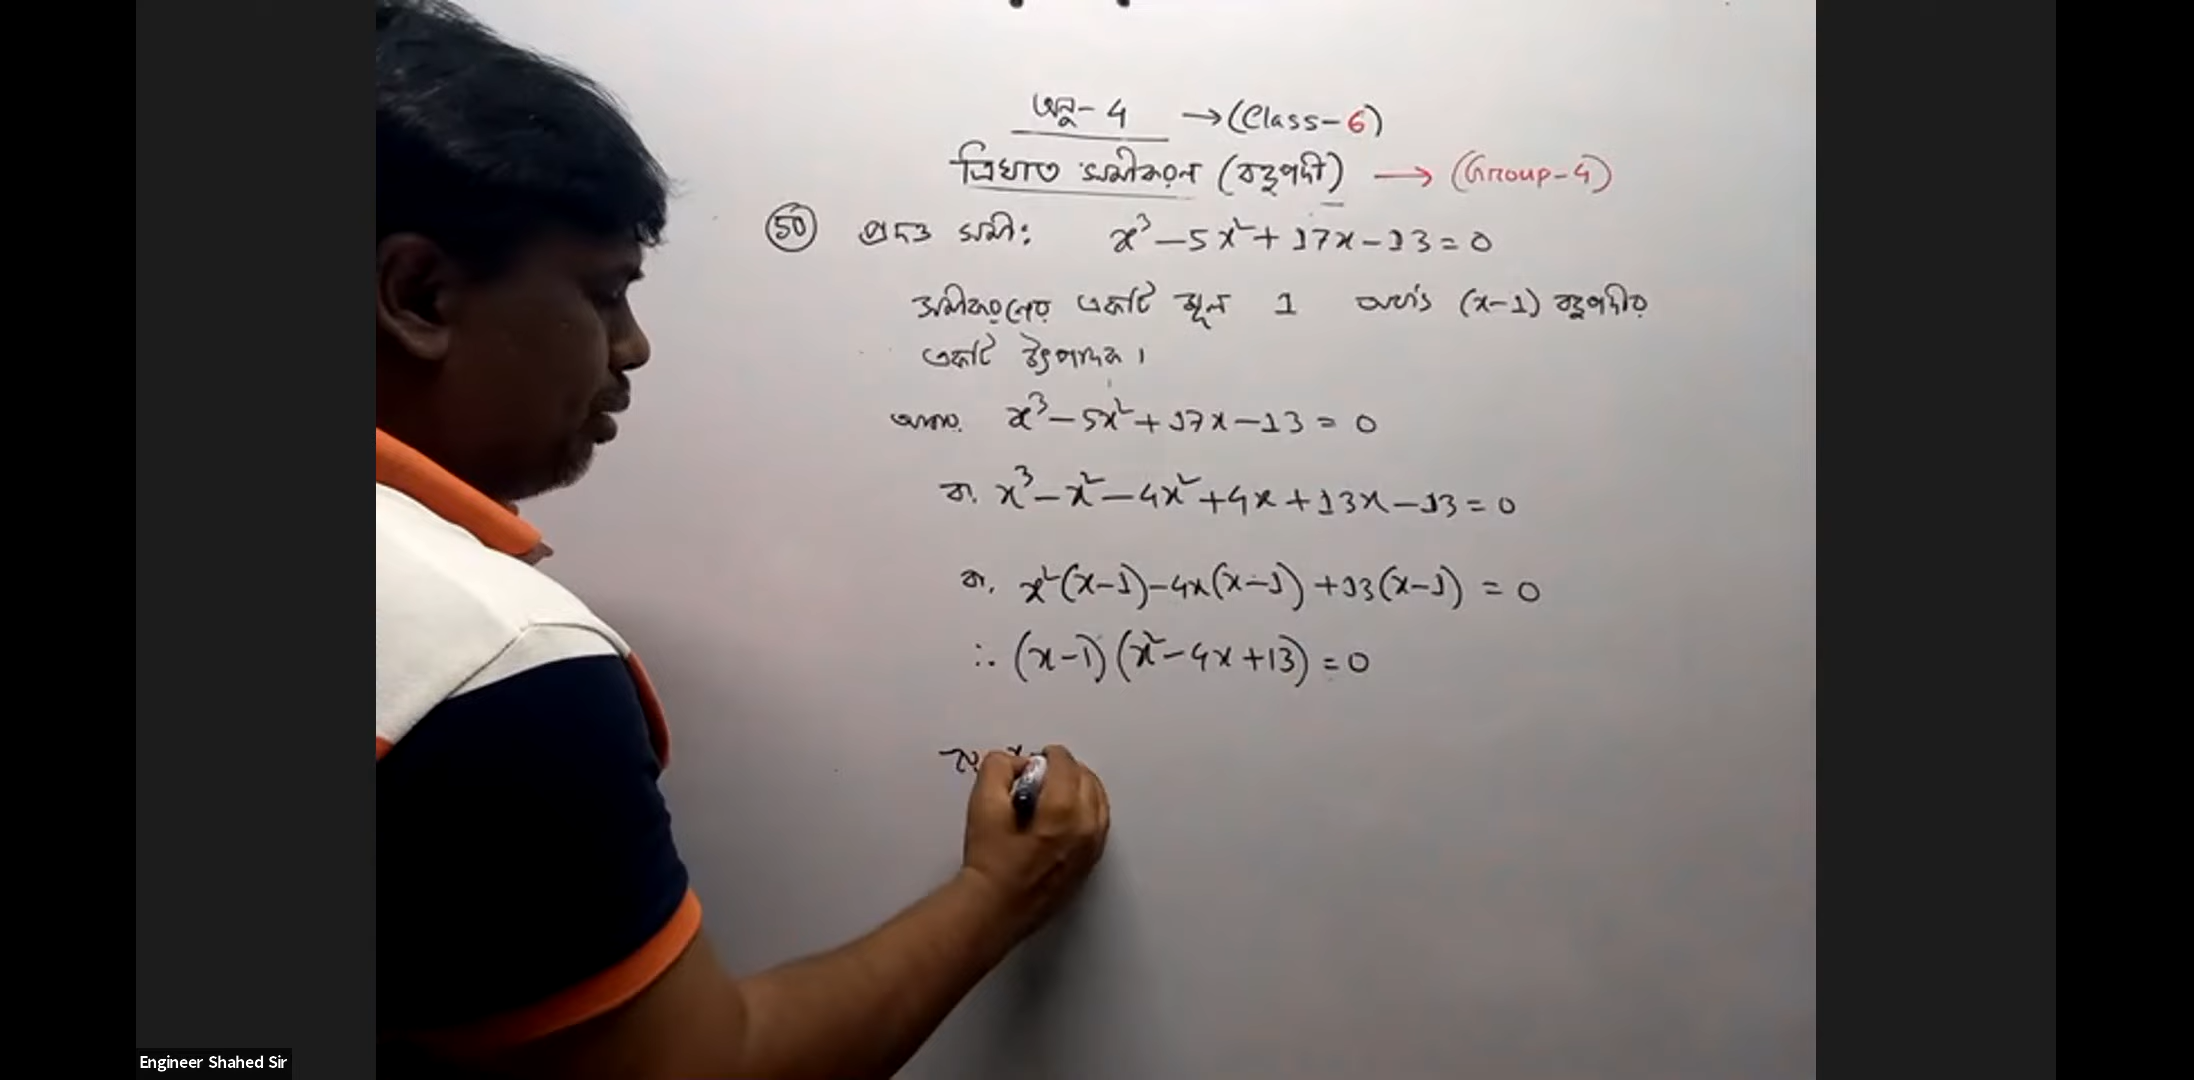 অনু- 4 → (Class-6)
ত্রিঘাত সমীকরণ (বহুপদী) → (Group-4)
50 প্রদত্ত সমী: x³-5x²+17x-13=0
সমীকরণের একটি মূল 1 অর্থাৎ (x-1) বহুপদীর
একটি উৎপাদক।
x³-5x²+17x-13=0
বা, x³-x²-4x²+4x+13x-13=0
বা, x²(x-1)-4x(x-1)+13(x-1)=0
∴ (x-1)(x²-4x+13)=0
হয়, x-
Engineer Shahed Sir